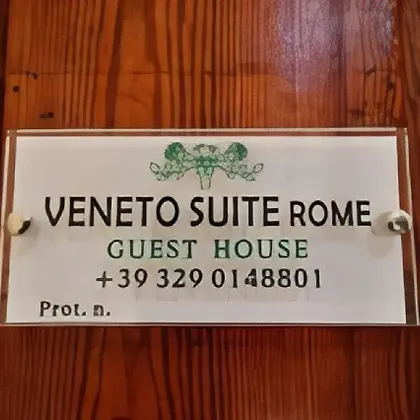 VENETO SUITE ROME
GUEST HOUSE
+39 329 0148801
Prot. n.